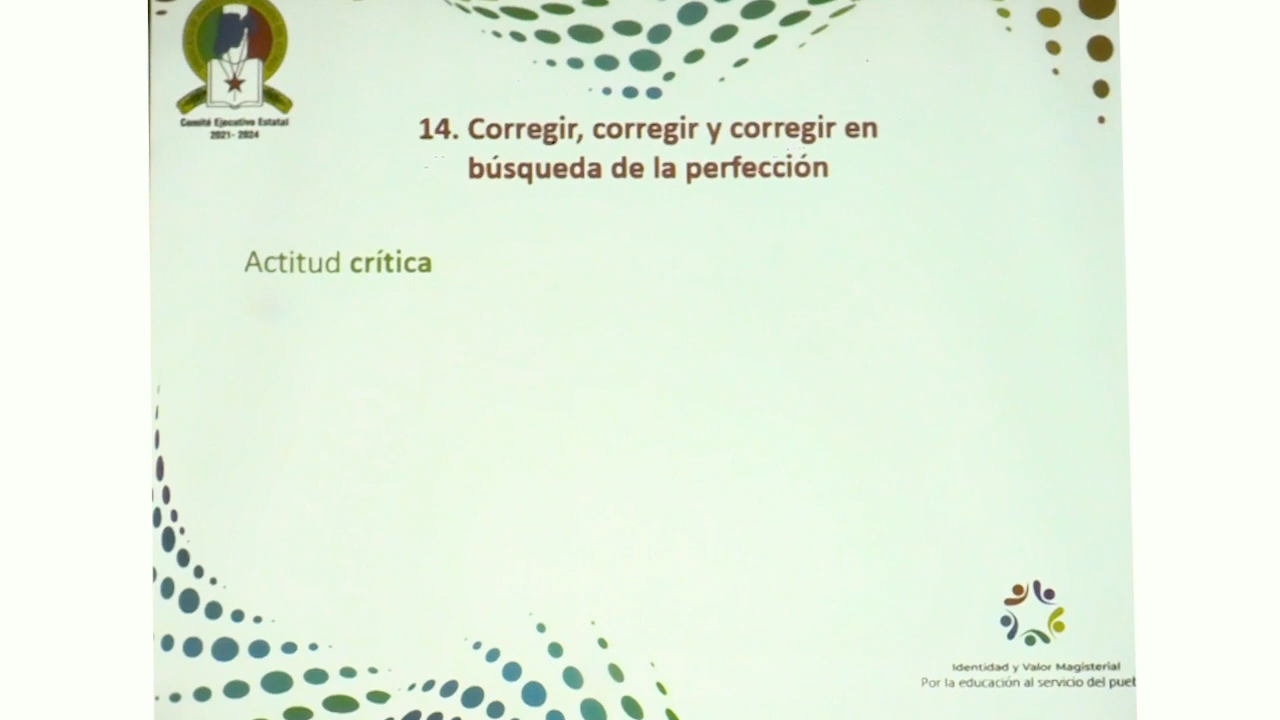 Comité Ejecutivo Estatal
2021- 2024
14. Corregir, corregir y corregir en
búsqueda de la perfección
Actitud crítica
Identidad y Valor Magisterial
Por la educación al servicio del